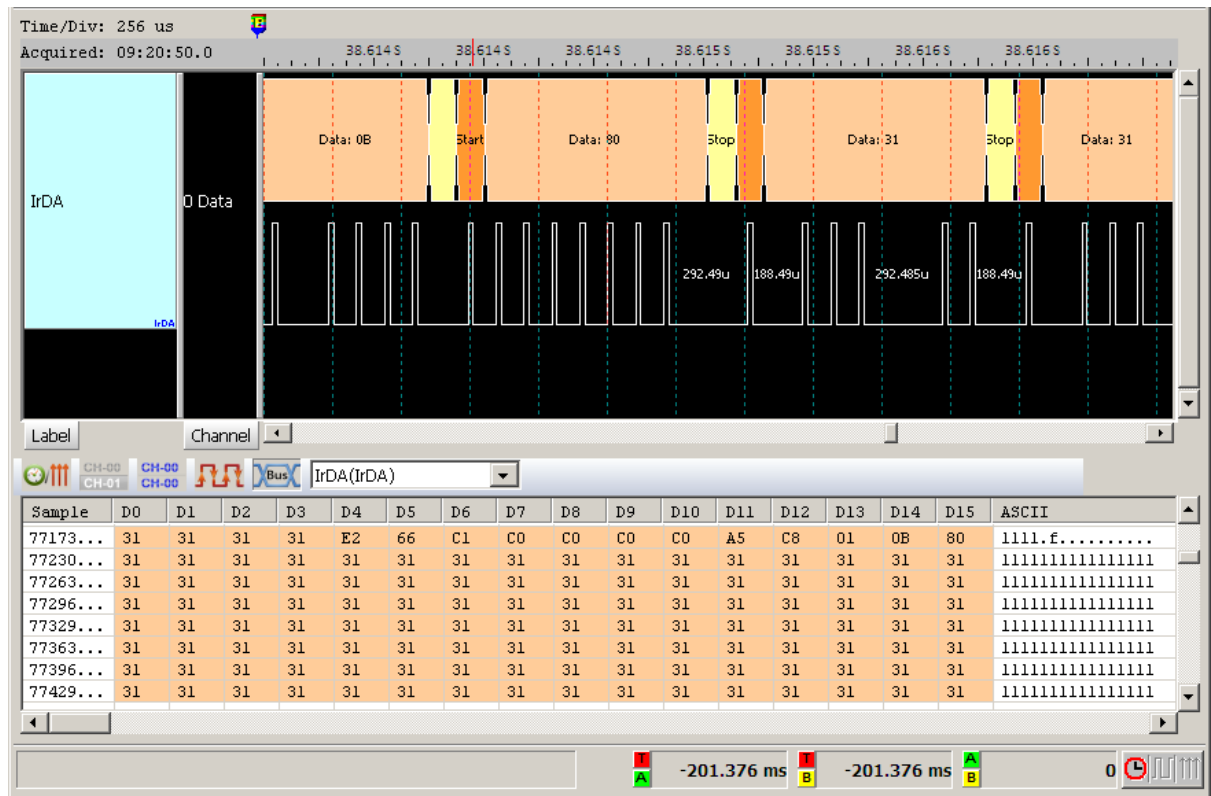 Time/Div: 256 us
Acquired: 09:20:50.0 38.614S 38.614S 38.614S 38.615S 38.615S 38.616S 38.616S
Data: 0B Start Data: 80 Stop Data: 31 Stop Data: 31
IrDA 0 Data
292.49u 188.49u 292.485u 188.49u
IrDA
Label Channel
CH-00 CH-00
CH-01 CH-00 Bus IrDA(IrDA)
Sample D0 D1 D2 D3 D4 D5 D6 D7 D8 D9 D10 D11 D12 D13 D14 D15 ASCII
77173... 31 31 31 31 E2 66 C1 C0 C0 C0 C0 A5 C8 01 0B 80 1111.f..........
77230... 31 31 31 31 31 31 31 31 31 31 31 31 31 31 31 31 1111111111111111
77263... 31 31 31 31 31 31 31 31 31 31 31 31 31 31 31 31 1111111111111111
77296... 31 31 31 31 31 31 31 31 31 31 31 31 31 31 31 31 1111111111111111
77329... 31 31 31 31 31 31 31 31 31 31 31 31 31 31 31 31 1111111111111111
77363... 31 31 31 31 31 31 31 31 31 31 31 31 31 31 31 31 1111111111111111
77396... 31 31 31 31 31 31 31 31 31 31 31 31 31 31 31 31 1111111111111111
77429... 31 31 31 31 31 31 31 31 31 31 31 31 31 31 31 31 1111111111111111
T A -201.376 ms T B -201.376 ms A B 0